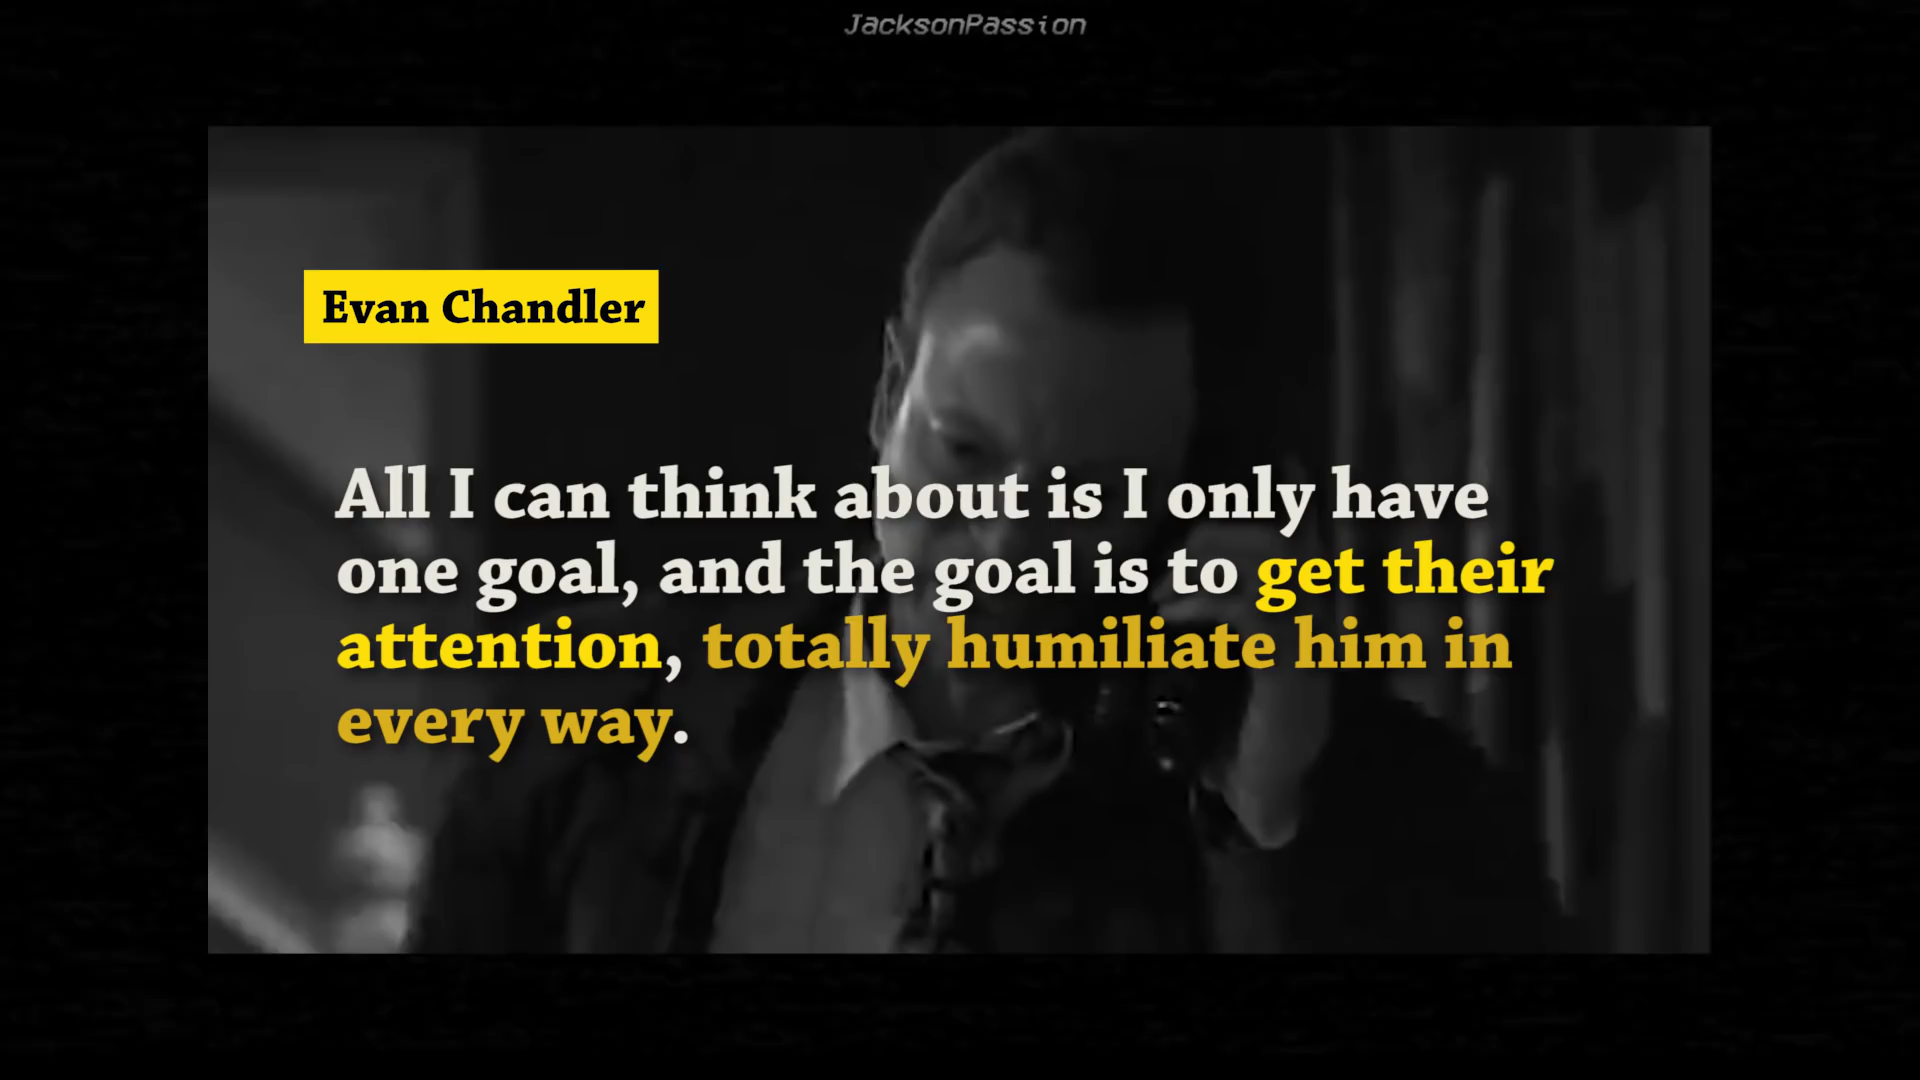 JacksonPassion
Evan Chandler
All I can think about is I only have
one goal, and the goal is to get their
attention, totally humiliate him in
every way.